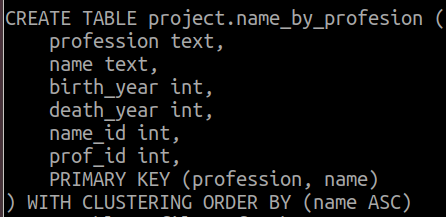 CREATE TABLE project.name_by_profesion (
    profession text,
    name text,
    birth_year int,
    death_year int,
    name_id int,
    prof_id int,
    PRIMARY KEY (profession, name)
) WITH CLUSTERING ORDER BY (name ASC)